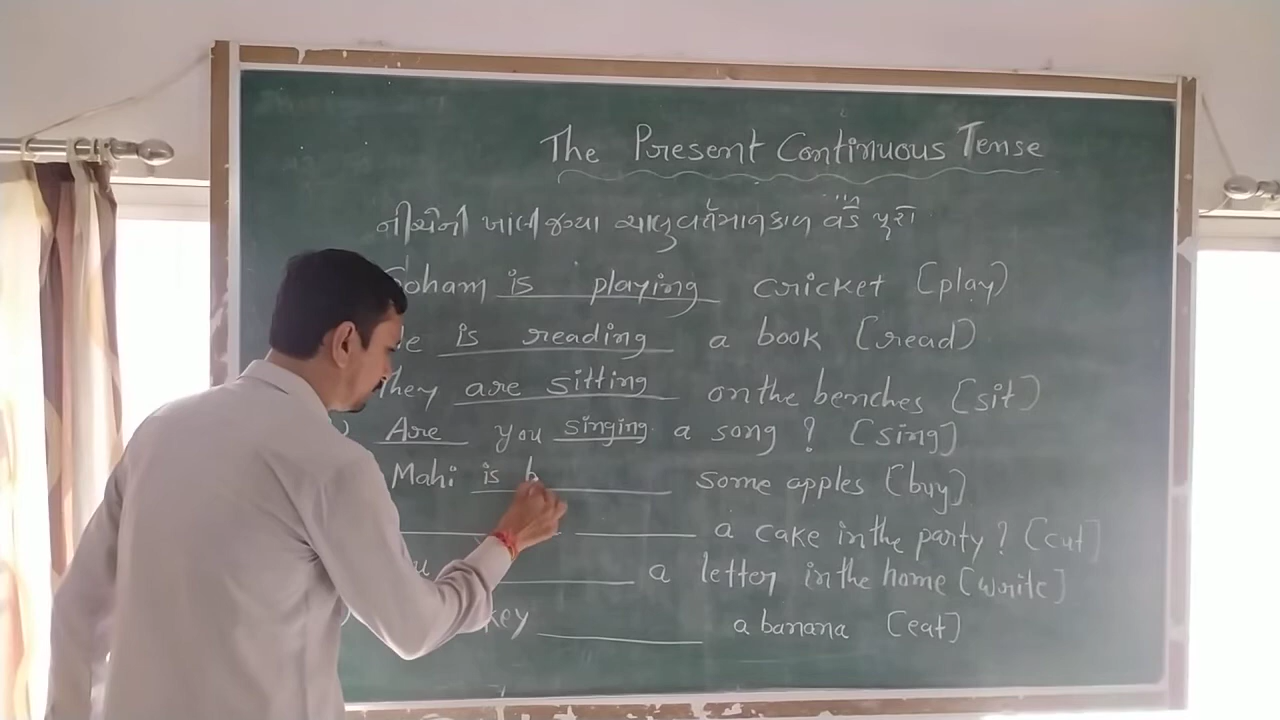 The Present Continuous Tense
નીચેની ખાલી જગ્યા ચાલુ વર્તમાનકાળ વડે પૂરો
Soham is playing cricket (play)
is reading a book (read)
They are sitting on the benches (sit)
Are you singing a song ? (sing)
Mahi is b some apples (buy)
a cake in the party ? (cut)
a letter in the home (write)
a banana (eat)